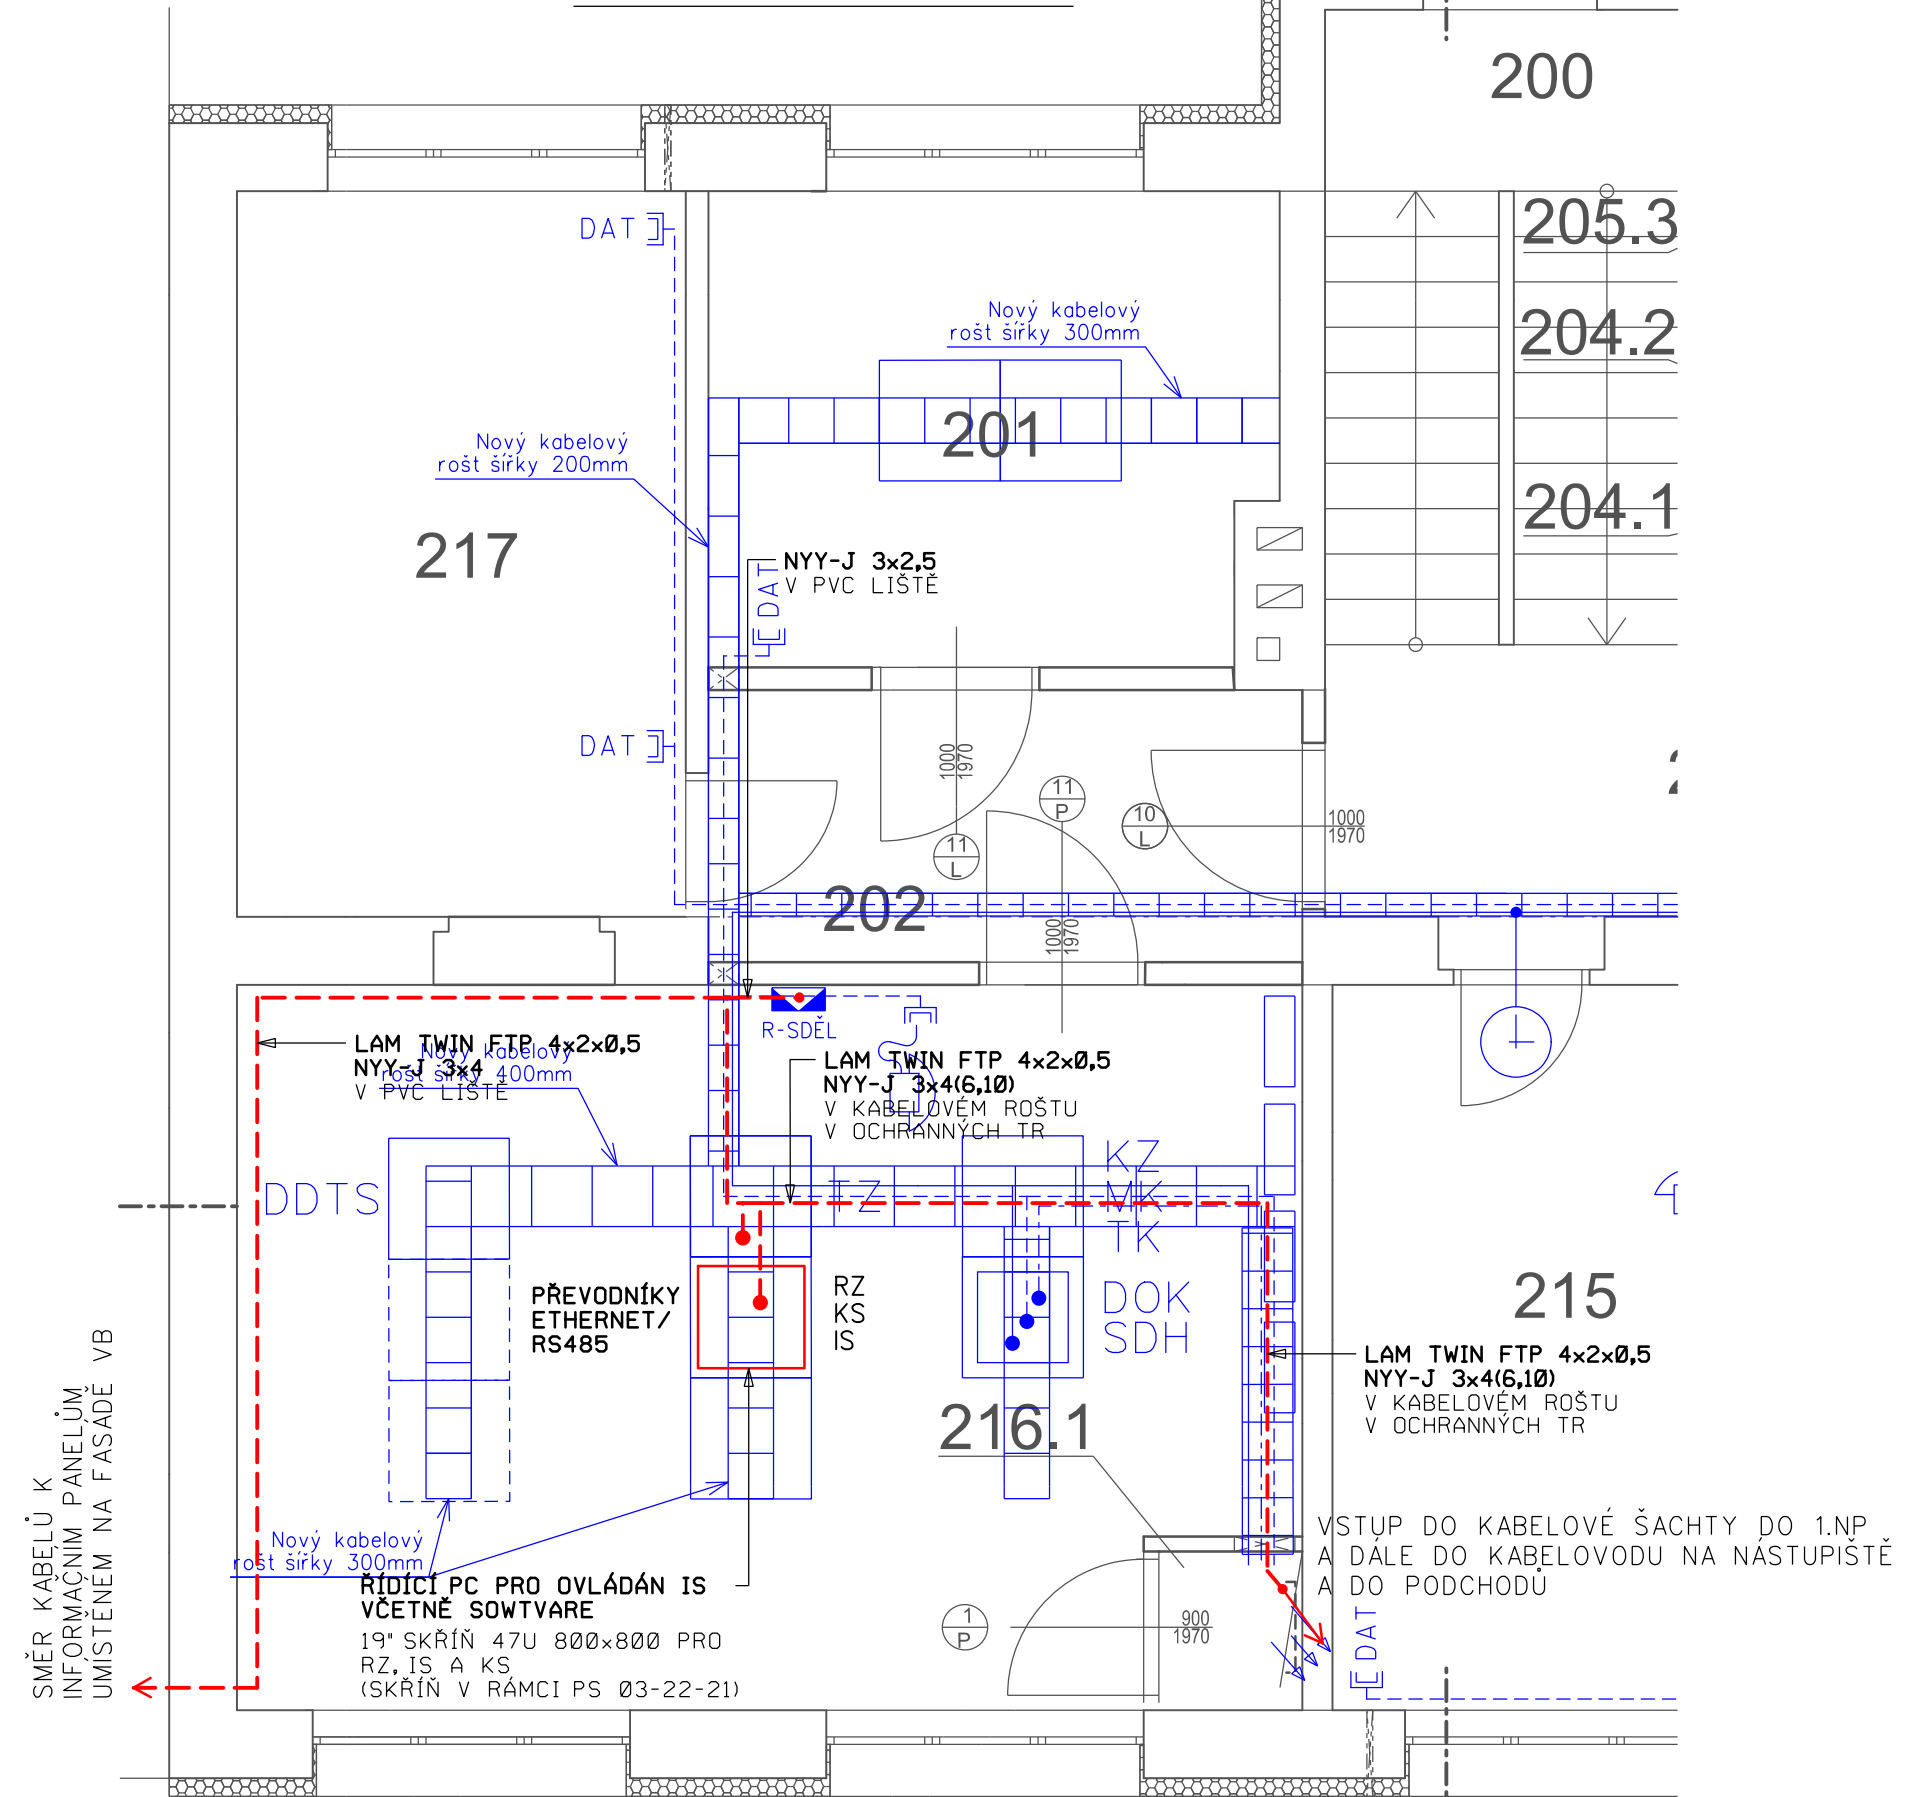 200
205.3
204.2
204.1
DAT
Nový kabelový
rošt šířky 300mm
201
Nový kabelový
rošt šířky 200mm
217
NYY-J 3x2,5
V PVC LIŠTĚ
DAT
DAT
1000
1970
11
P
10
L
1000
1970
11
L
202
1000
1970
R-SDĚL
LAM TWIN FTP 4x2x0,5
NYY-J 3x4
V PVC LIŠTĚ
Nový kabelový
rošt šířky 400mm
LAM TWIN FTP 4x2x0,5
NYY-J 3x4(6,10)
V KABELOVÉM ROŠTU
V OCHRANNÝCH TR
DDTS
TZ
KZ
MK
TK
DOK
SDH
PŘEVODNÍKY
ETHERNET/
RS485
RZ
KS
IS
215
LAM TWIN FTP 4x2x0,5
NYY-J 3x4(6,10)
V KABELOVÉM ROŠTU
V OCHRANNÝCH TR
216.1
SMĚR KABELŮ K
INFORMAČNÍM PANELŮM
UMÍSTĚNÉM NA FASÁDĚ VB
Nový kabelový
rošt šířky 300mm
ŘÍDÍCÍ PC PRO OVLÁDÁN IS
VČETNĚ SOWTVARE
19" SKŘÍŇ 47U 800x800 PRO
RZ, IS A KS
(SKŘÍŇ V RÁMCI PS 03-22-21)
VSTUP DO KABELOVÉ ŠACHTY DO 1.NP
A DÁLE DO KABELOVODU NA NÁSTUPIŠTĚ
A DO PODCHODŮ
1
P
900
1970
DAT